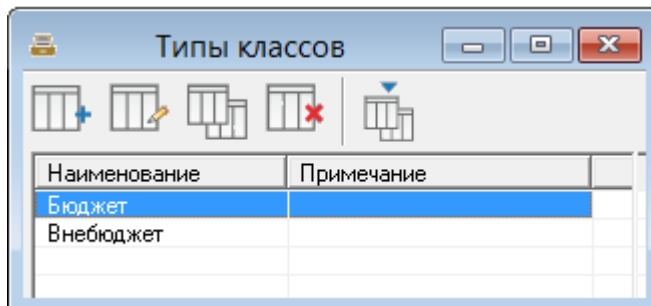 Типы классов
Наименование Примечание
Бюджет
Внебюджет